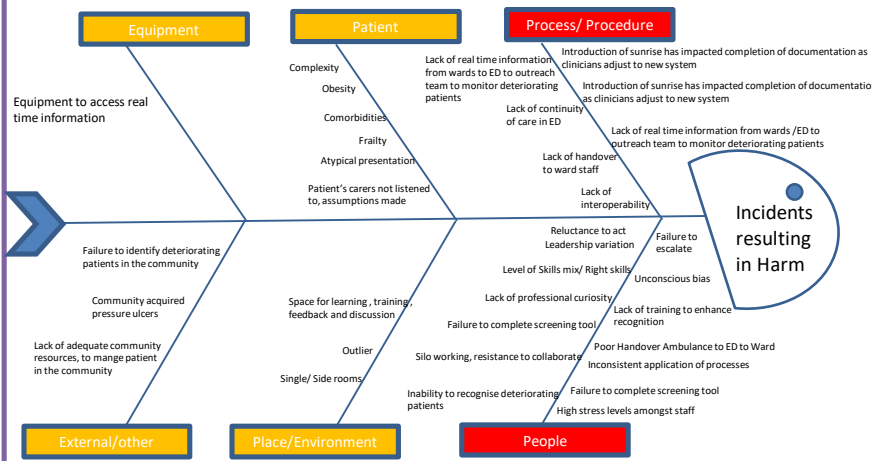 Equipment
Patient
Process/ Procedure
Equipment to access real
time information
Complexity
Obesity
Comorbidities
Frailty
Atypical presentation
Patient's carers not listened
to, assumptions made
Lack of real time information
from wards to ED to outreach
team to monitor deteriorating
patients
Lack of continuity
of care in ED
Lack of handover
to ward staff
Lack of
interoperability
Introduction of sunrise has impacted completion of documentation as
clinicians adjust to new system
Introduction of sunrise has impacted completion of documentatio
as clinicians adjust to new system
Lack of real time information from wards /ED to
outreach team to monitor deteriorating patients
Incidents
resulting
in Harm
Failure to identify deteriorating
patients in the community
Community acquired
pressure ulcers
Lack of adequate community
resources, to mange patient
in the community
Space for learning , training ,
feedback and discussion
Outlier
Single/ Side rooms
Reluctance to act
Leadership variation
Level of Skills mix/ Right skills
Lack of professional curiosity
Failure to complete screening tool
Silo working, resistance to collaborate
Inability to recognise deteriorating
patients
Failure to
escalate
Unconscious bias
Lack of training to enhance
recognition
Poor Handover Ambulance to ED to Ward
Inconsistent application of processes
Failure to complete screening tool
High stress levels amongst staff
External/other
Place/Environment
People